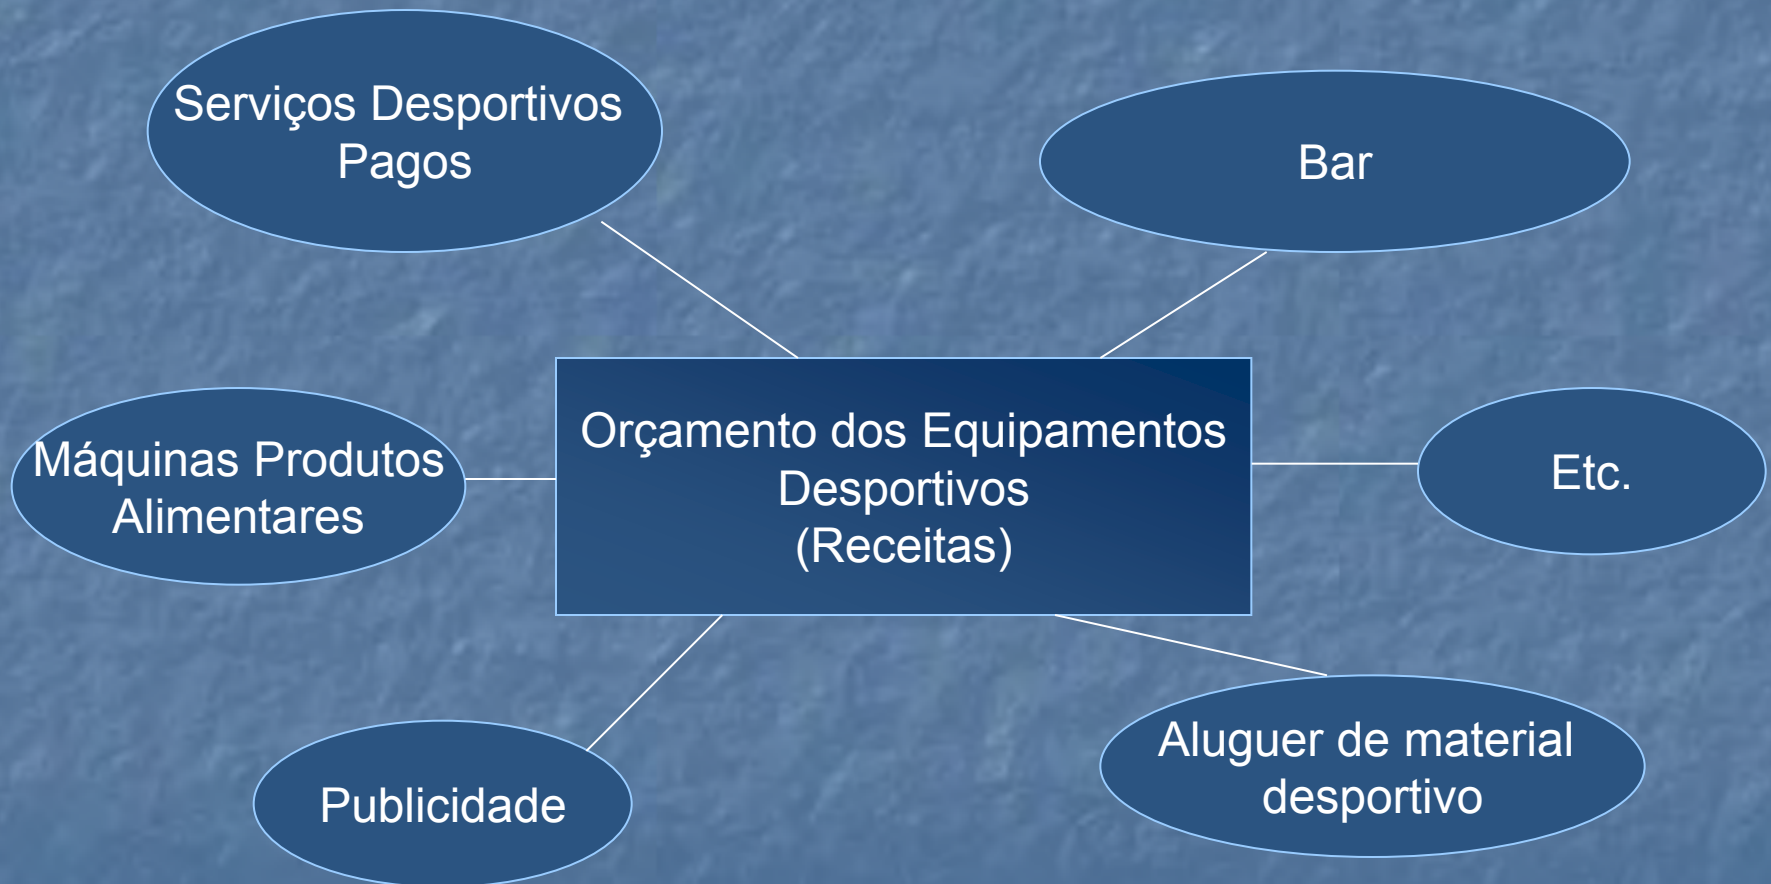 Serviços Desportivos
Pagos
Bar
Máquinas Produtos
Alimentares
Orçamento dos Equipamentos
Desportivos
(Receitas)
Etc.
Publicidade
Aluguer de material
desportivo